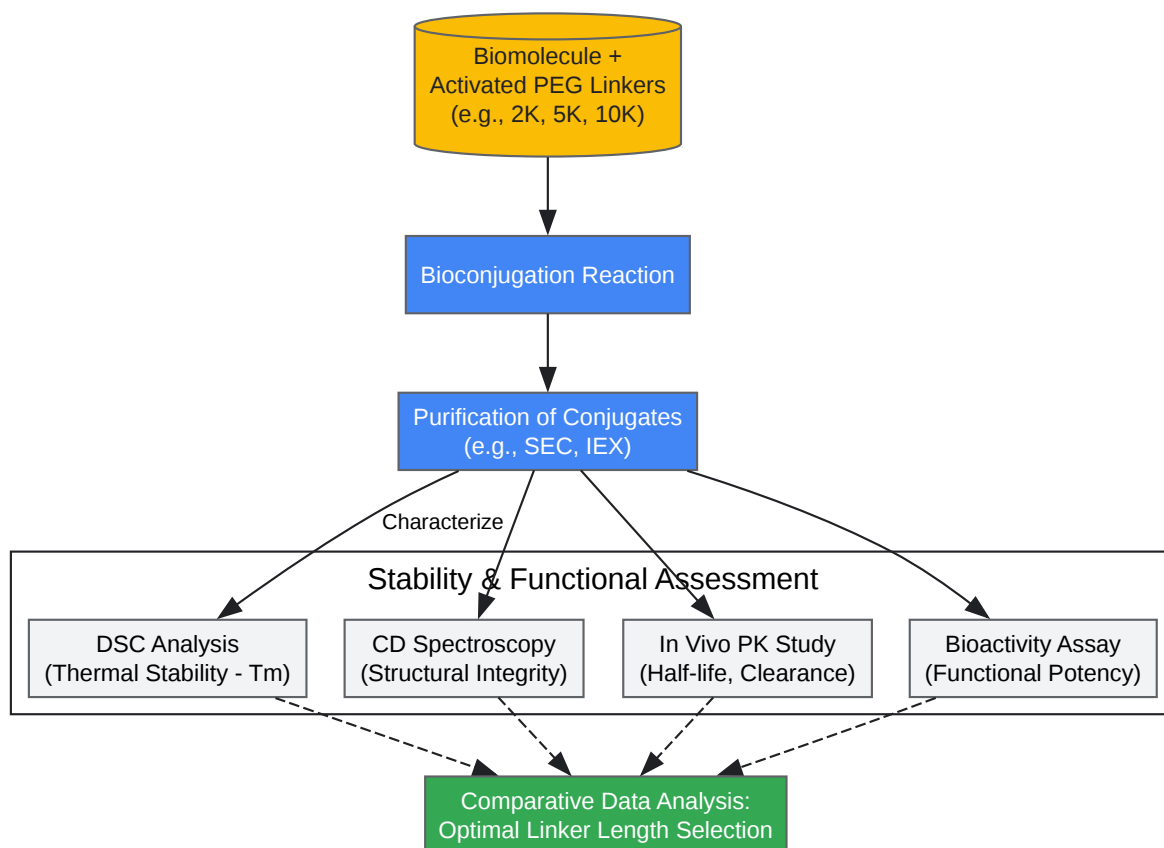 Biomolecule +
Activated PEG Linkers
(e.g., 2K, 5K, 10K)
Bioconjugation Reaction
Purification of Conjugates
(e.g., SEC, IEX)
Characterize
Stability & Functional Assessment
DSC Analysis
(Thermal Stability - Tm)
CD Spectroscopy
(Structural Integrity)
In Vivo PK Study
(Half-life, Clearance)
Bioactivity Assay
(Functional Potency)
Comparative Data Analysis:
Optimal Linker Length Selection